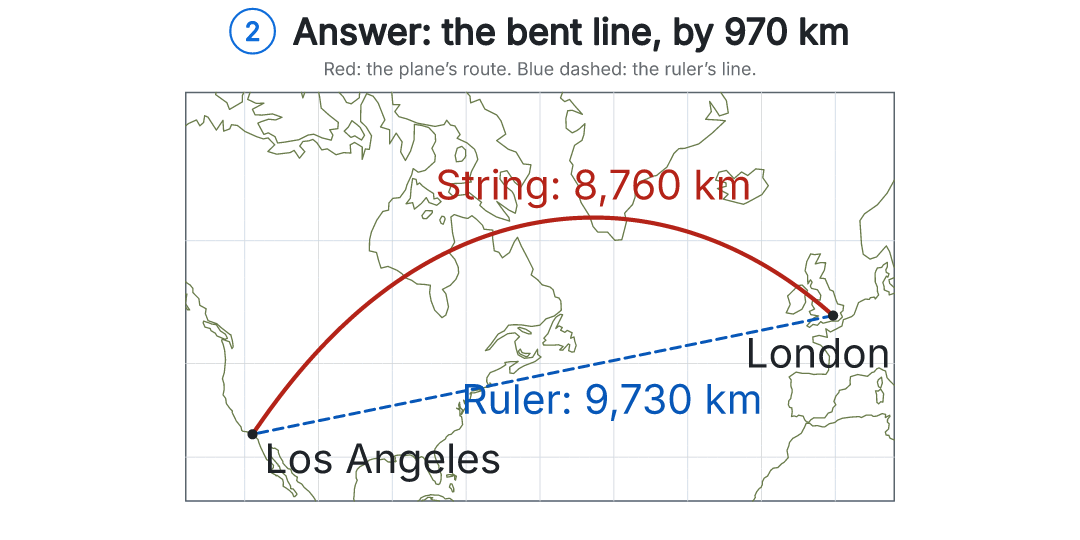 2 Answer: the bent line, by 970 km
Red: the plane’s route. Blue dashed: the ruler’s line.
String: 8,760 km
London
Ruler: 9,730 km
Los Angeles